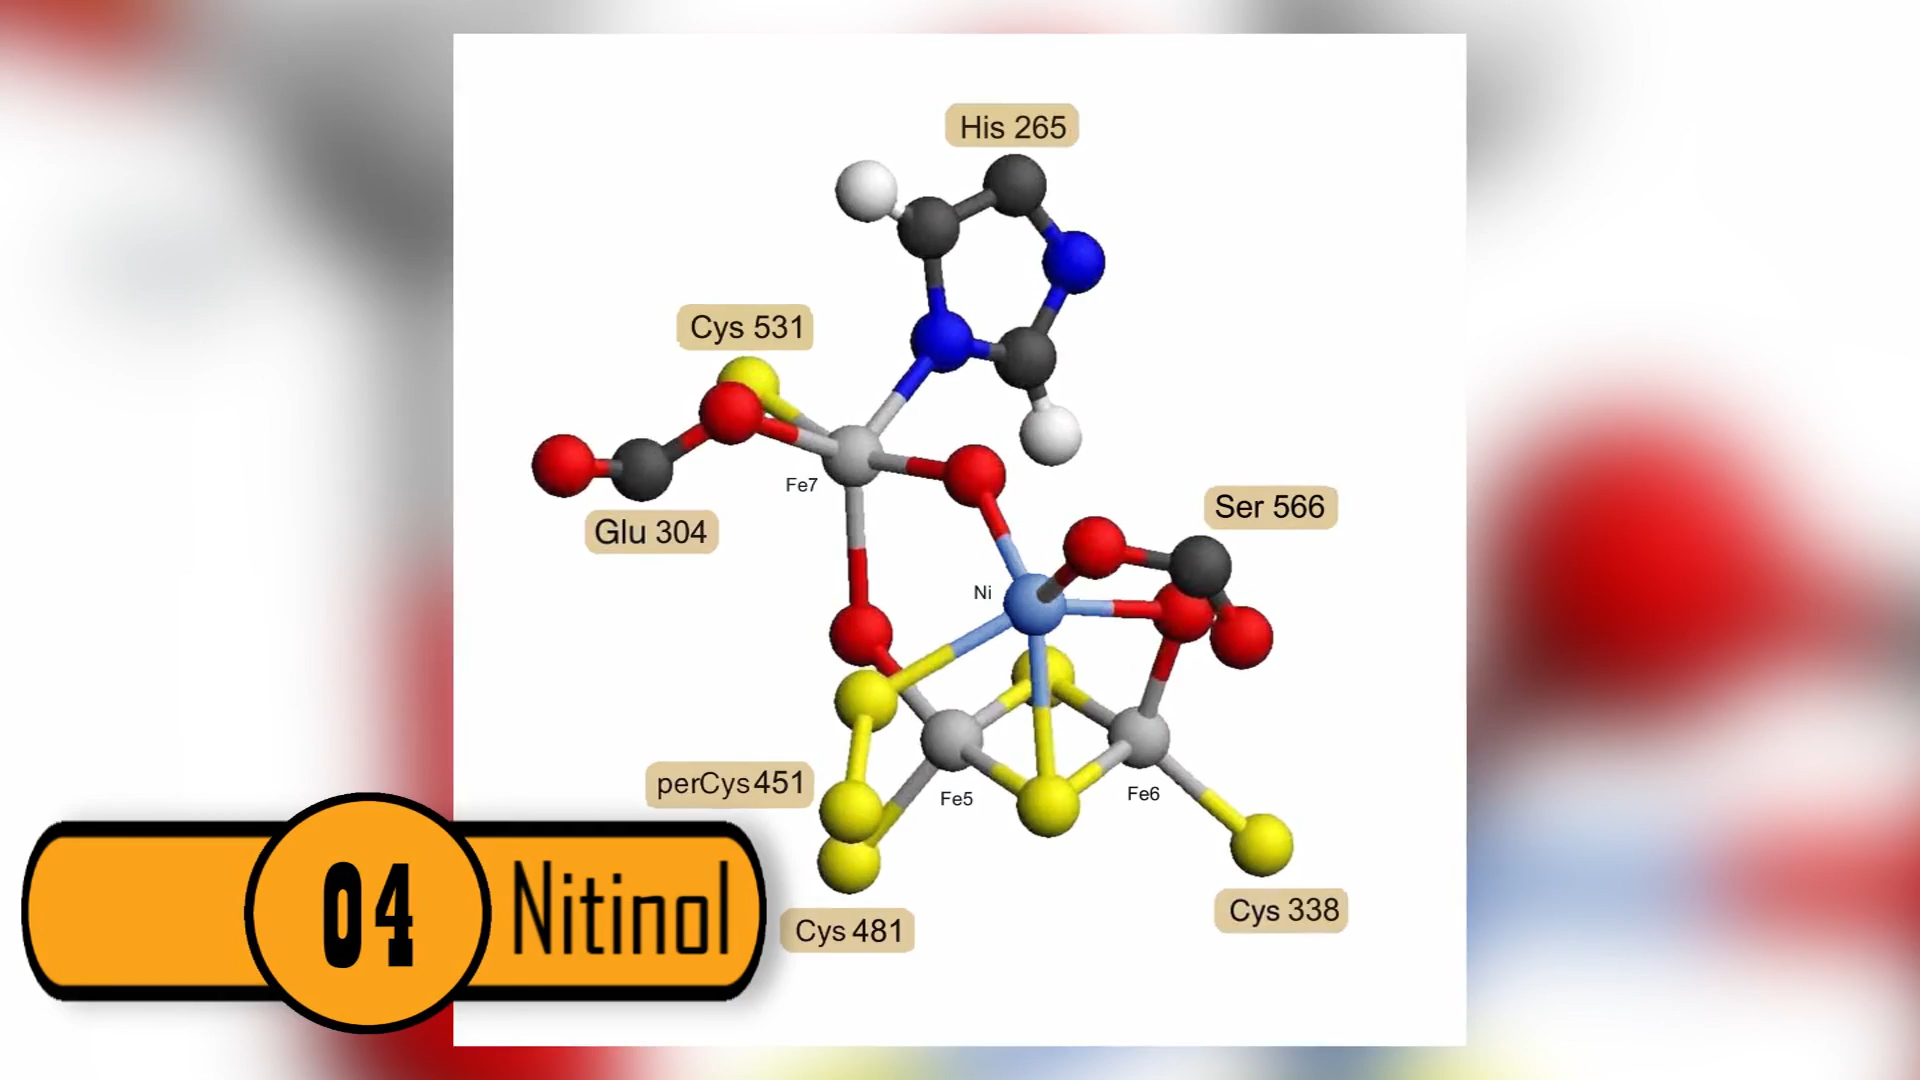 His 265
Cys 531
Fe7
Ser 566
Glu 304
Ni
perCys451
Fe5
Fe6
04 Nitinol
Cys 481
Cys 338